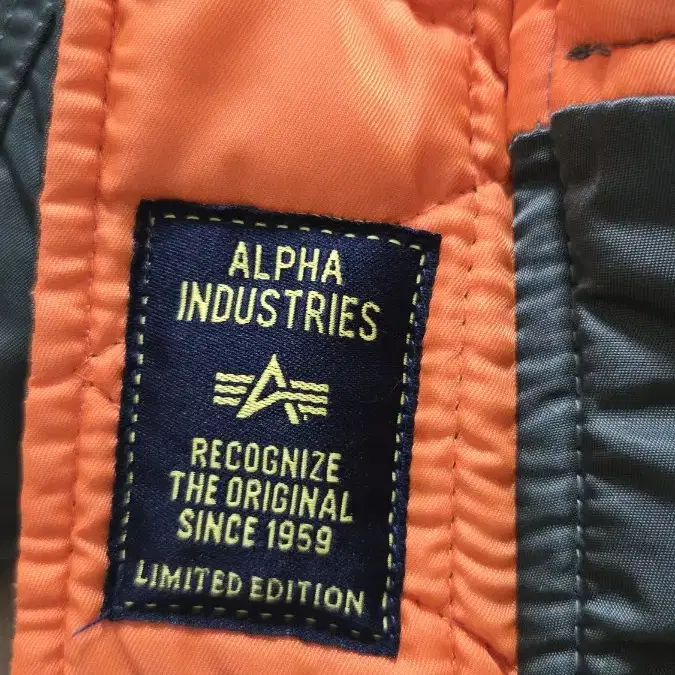 ALPHA
INDUSTRIES
RECOGNIZE
THE ORIGINAL
SINCE 1959
LIMITED EDITION